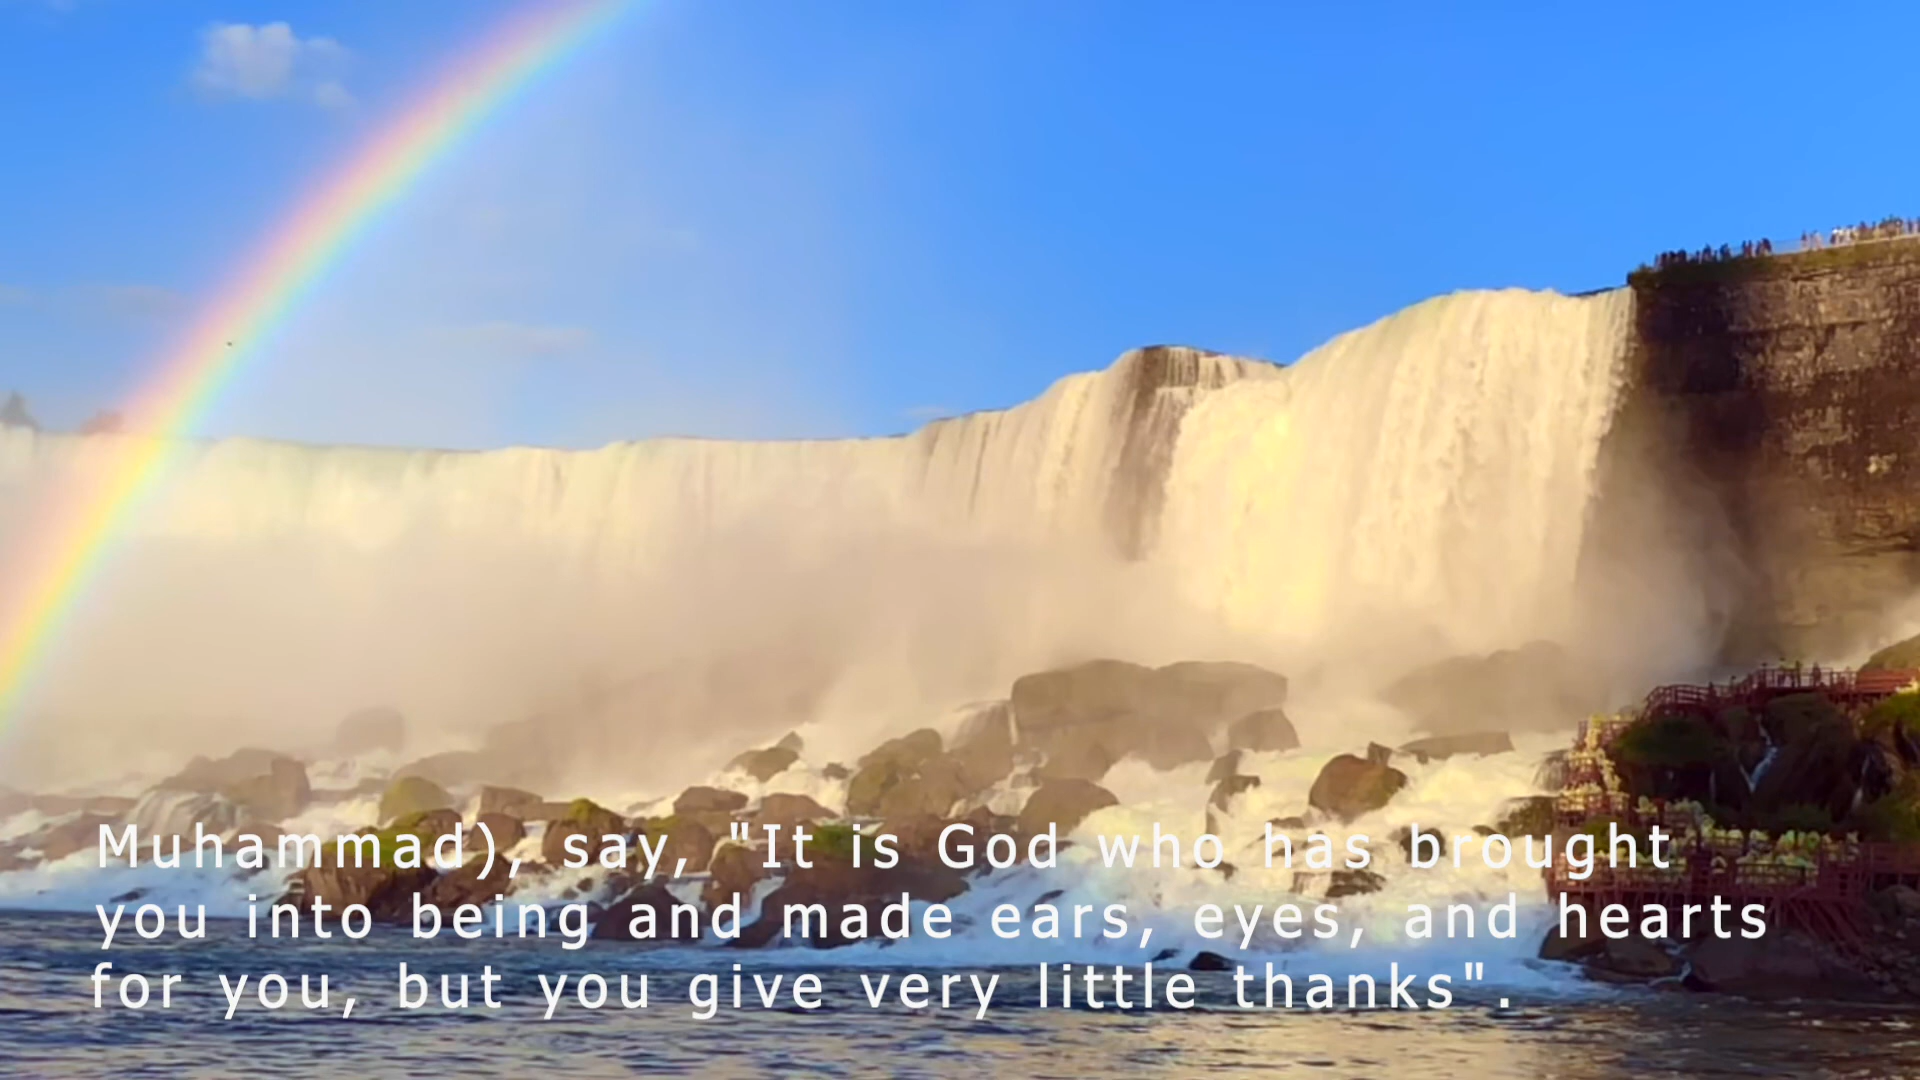 Muhammad), say, "It is God who has brought
you into being and made ears, eyes, and hearts
for you, but you give very little thanks".